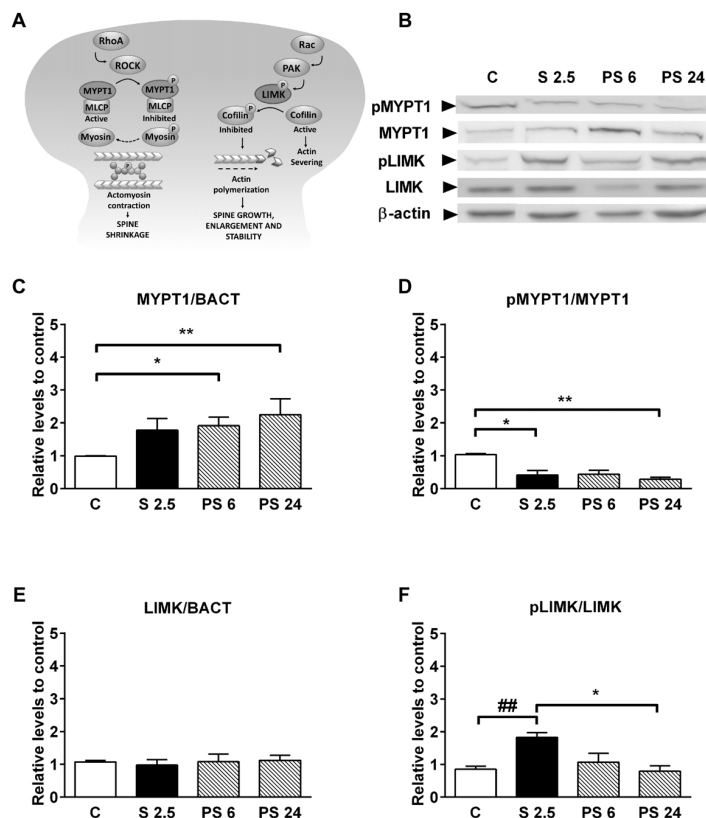 A
RhoA
ROCK
MYPT1
MLCP
Active
P
MYPT1
MLCP
Inhibited
Myosin
P
Myosin
P
Actomyosin
contraction
SPINE
SHRINKAGE
Rac
PAK
P
LIMK
P
Cofilin
Inhibited
Cofilin
Active
Actin
Severing
Actin
polymerization
SPINE GROWTH,
ENLARGEMENT AND
STABILITY
B
C S 2.5 PS 6 PS 24
pMYPT1
MYPT1
pLIMK
LIMK
β-actin
C
MYPT1/BACT
Relative levels to control
5
4
3
2
1
0
**
*
C S 2.5 PS 6 PS 24
D
pMYPT1/MYPT1
Relative levels to control
5
4
3
2
1
0
**
*
C S 2.5 PS 6 PS 24
E
LIMK/BACT
Relative levels to control
5
4
3
2
1
0
C S 2.5 PS 6 PS 24
F
pLIMK/LIMK
Relative levels to control
5
4
3
2
1
0
## *
C S 2.5 PS 6 PS 24